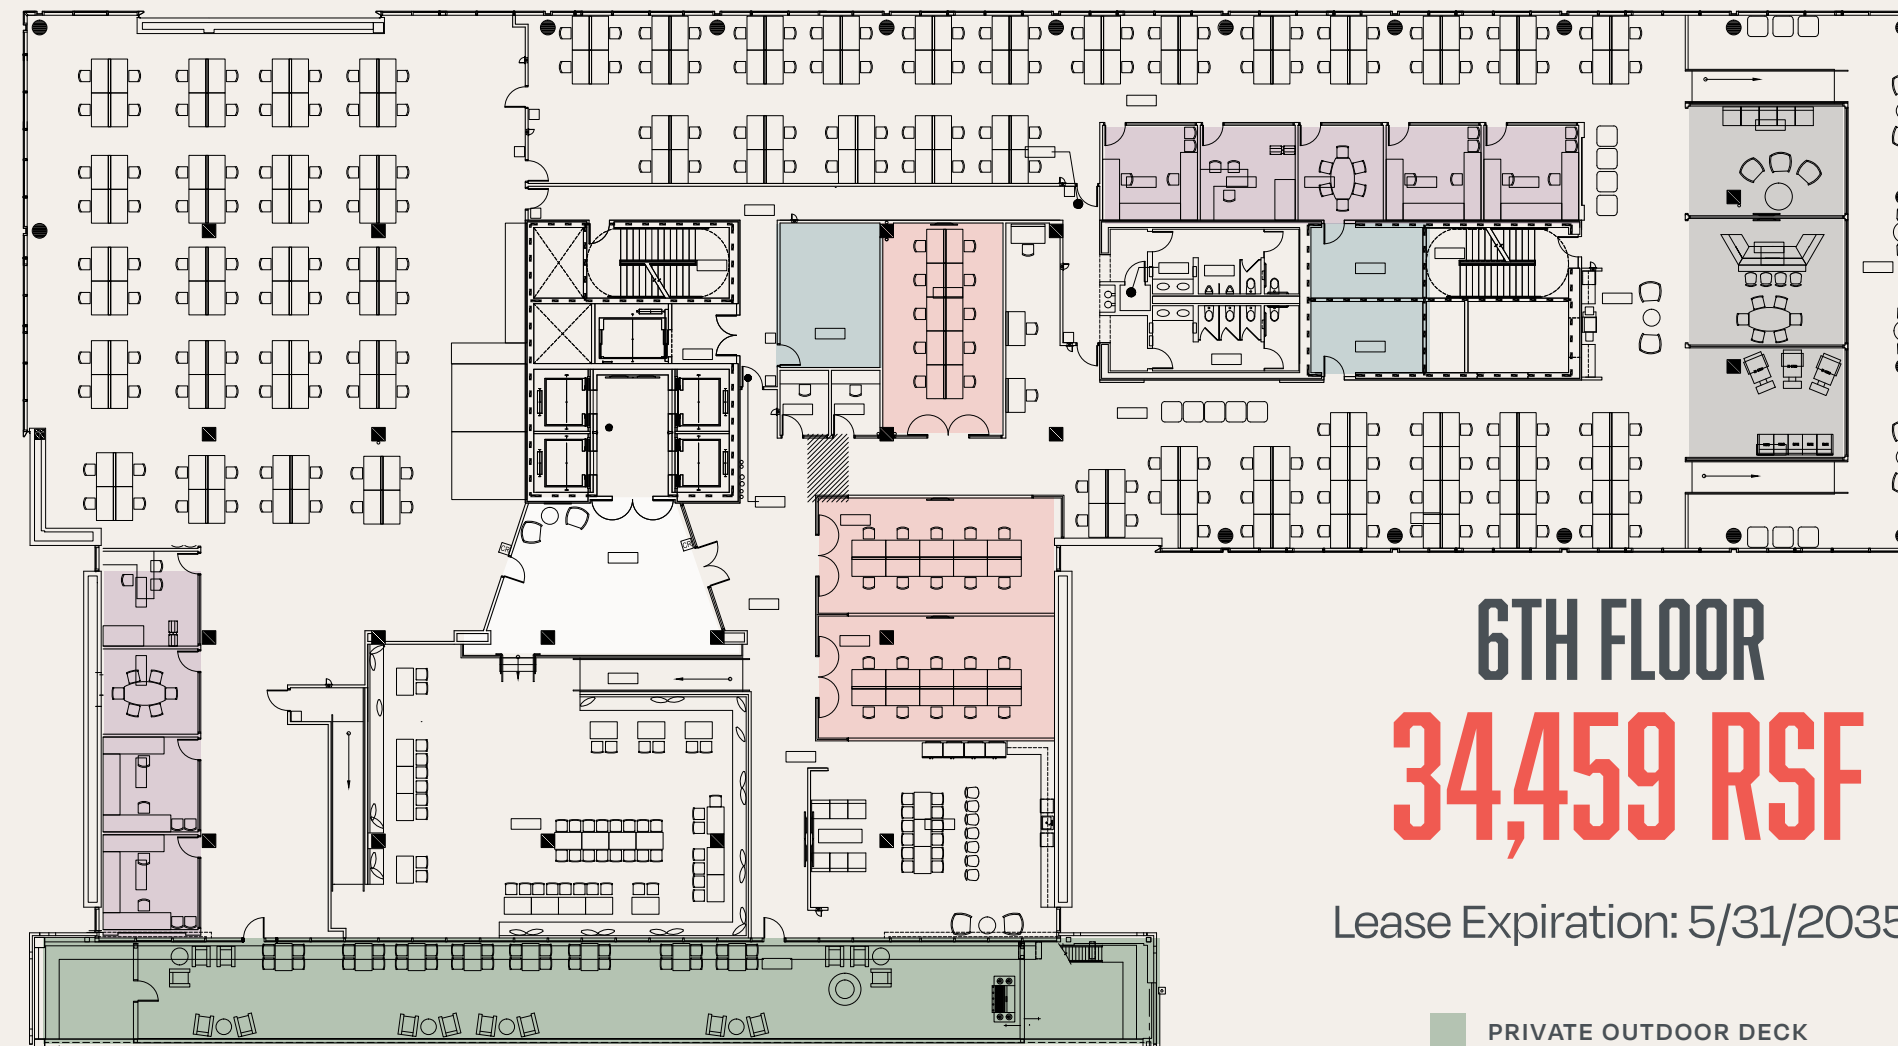 6TH FLOOR
34,459 RSF
Lease Expiration: 5/31/2035
PRIVATE OUTDOOR DECK